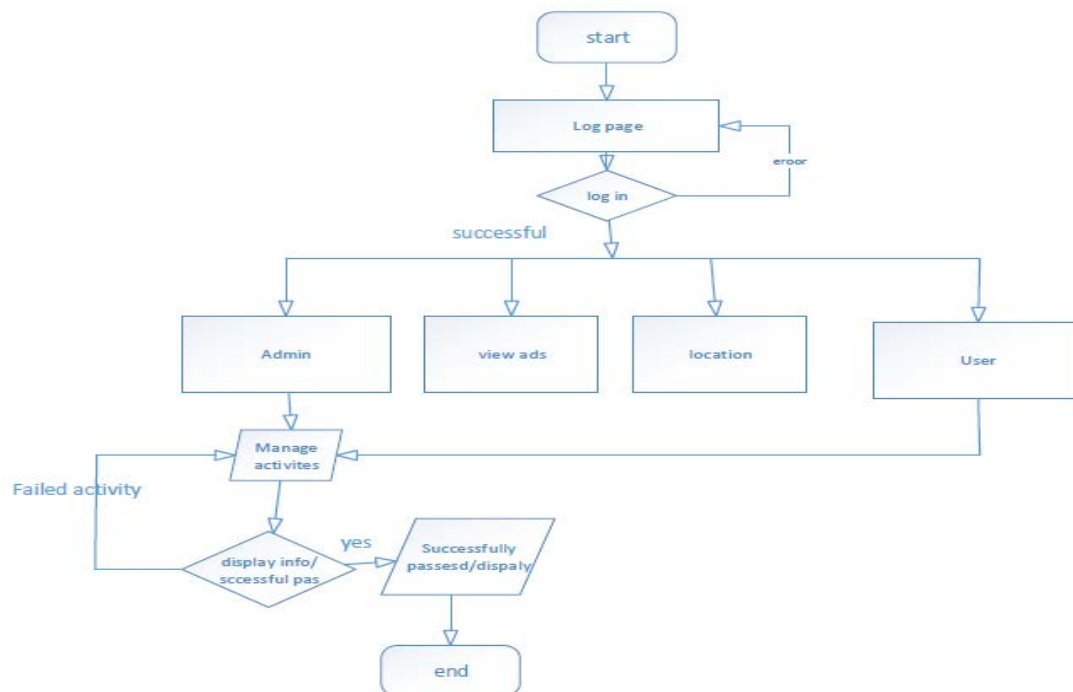 start
Log page
eroor
log in
successful
Admin
view ads
location
User
Manage
activites
Failed activity
yes
Successfully
passesd/dispaly
display info/
sccessful pas
end